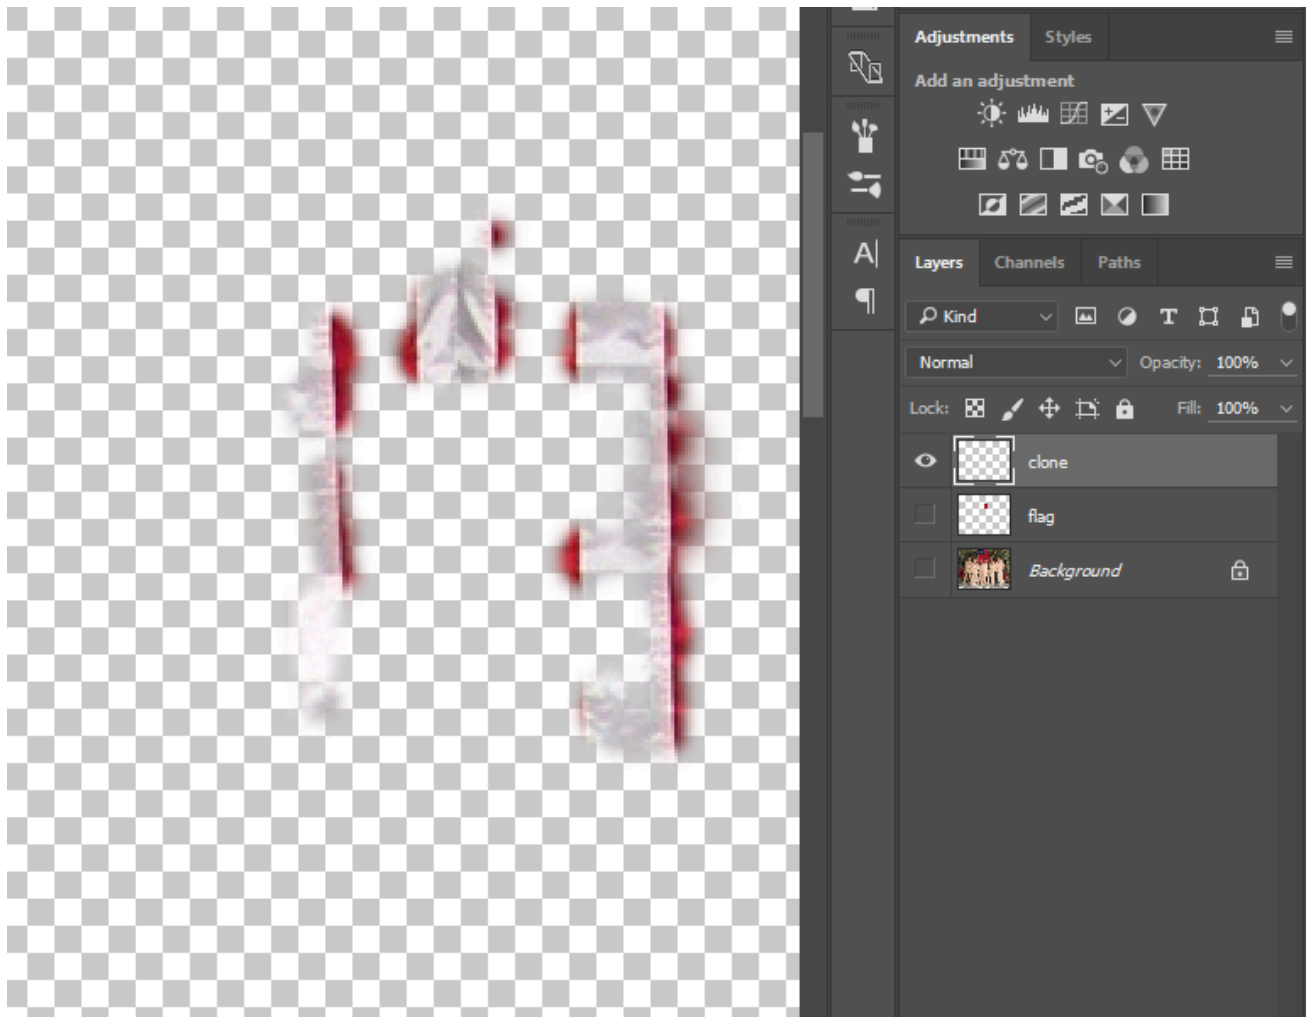 Adjustments Styles
Add an adjustment
A|
Layers Channels Paths
Kind T
Normal Opacity: 100%
Lock: Fill: 100%
clone
flag
Background